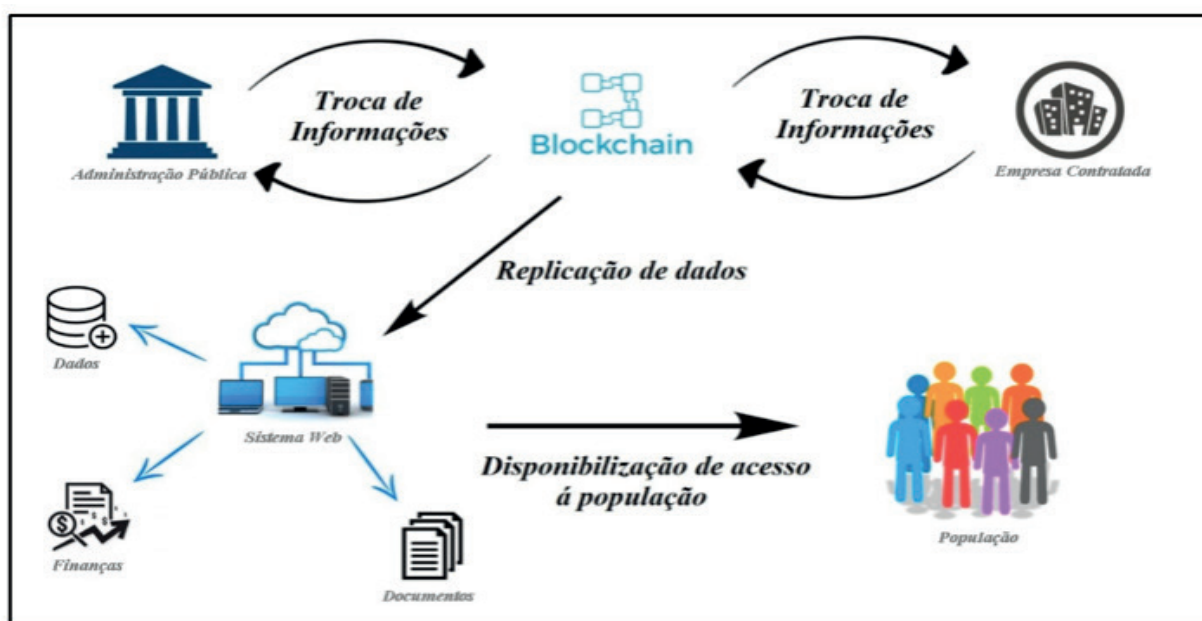 Troca de
Informações
Blockchain
Troca de
Informações
Administração Pública
Empresa Contratada
Replicação de dados
Dados
Sistema Web
Disponibilização de acesso
á população
População
Finanças
Documentos